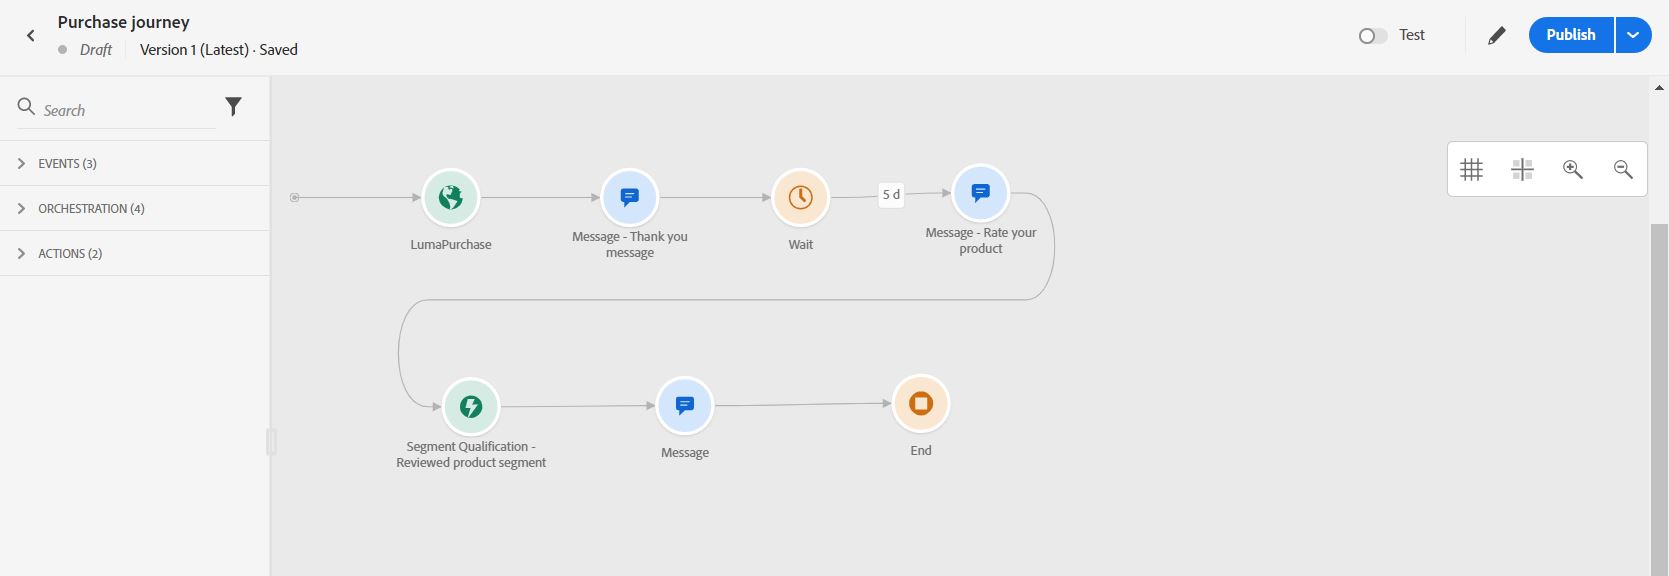 Purchase journey
Draft
Version 1 (Latest) · Saved
Test
Publish
Search
EVENTS (3)
ORCHESTRATION (4)
ACTIONS (2)
LumaPurchase
Message - Thank you
message
Wait
5 d
Message - Rate your
product
Segment Qualification -
Reviewed product segment
Message
End